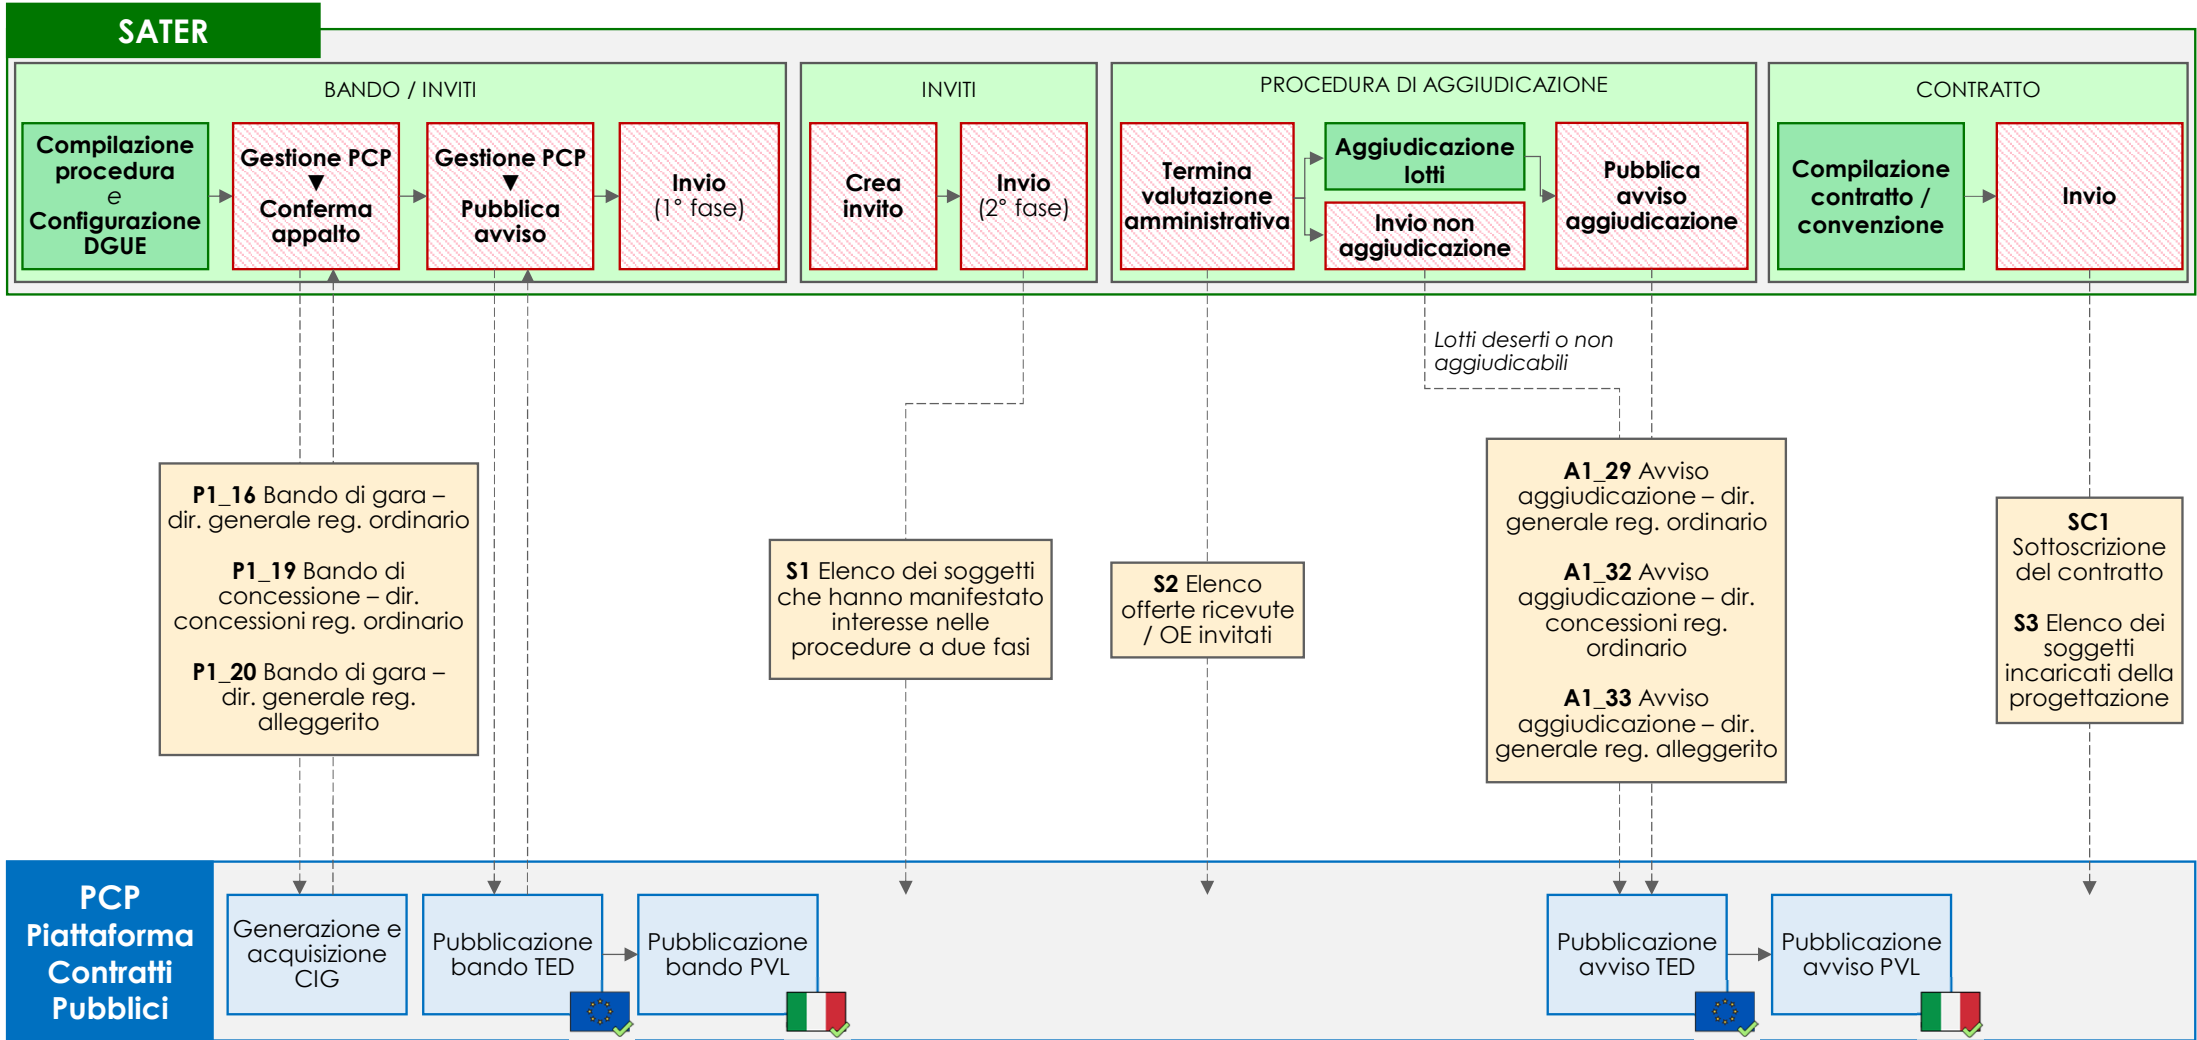 SATER
BANDO / INVITI
Compilazione
procedura
e
Configurazione
DGUE
Gestione PCP
▼
Conferma
appalto
Gestione PCP
▼
Pubblica
avviso
Invio
(1° fase)
INVITI
Crea
invito
Invio
(2° fase)
PROCEDURA DI AGGIUDICAZIONE
Termina
valutazione
amministrativa
Aggiudicazione
lotti
Invio non
aggiudicazione
Pubblica
avviso
aggiudicazione
CONTRATTO
Compilazione
contratto /
convenzione
Invio
Lotti deserti o non
aggiudicabili
P1_16 Bando di gara –
dir. generale reg. ordinario
P1_19 Bando di
concessione – dir.
concessioni reg. ordinario
P1_20 Bando di gara –
dir. generale reg.
alleggerito
S1 Elenco dei soggetti
che hanno manifestato
interesse nelle
procedure a due fasi
S2 Elenco
offerte ricevute
/ OE invitati
A1_29 Avviso
aggiudicazione – dir.
generale reg. ordinario
A1_32 Avviso
aggiudicazione – dir.
concessioni reg.
ordinario
A1_33 Avviso
aggiudicazione – dir.
generale reg. alleggerito
SC1
Sottoscrizione
del contratto
S3 Elenco dei
soggetti
incaricati della
progettazione
PCP
Piattaforma
Contratti
Pubblici
Generazione e
acquisizione
CIG
Pubblicazione
bando TED
Pubblicazione
bando PVL
Pubblicazione
avviso TED
Pubblicazione
avviso PVL